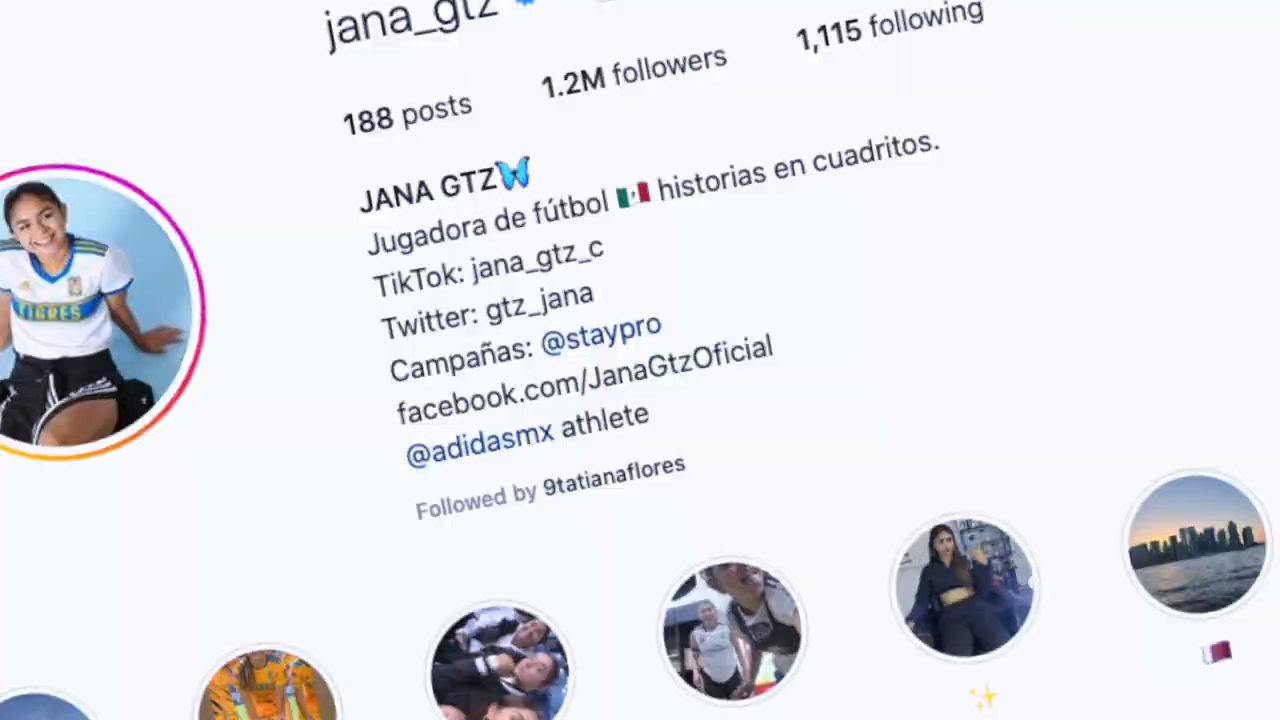 jana_gtz
188 posts
1.2M followers
1,115 following
JANA GTZ🦋
Jugadora de fútbol 🇲🇽 historias en cuadritos.
TikTok: jana_gtz_c
Twitter: gtz_jana
Campañas: @staypro
facebook.com/JanaGtzOficial
@adidasmx athlete
Followed by 9tatianaflores
TIGRES